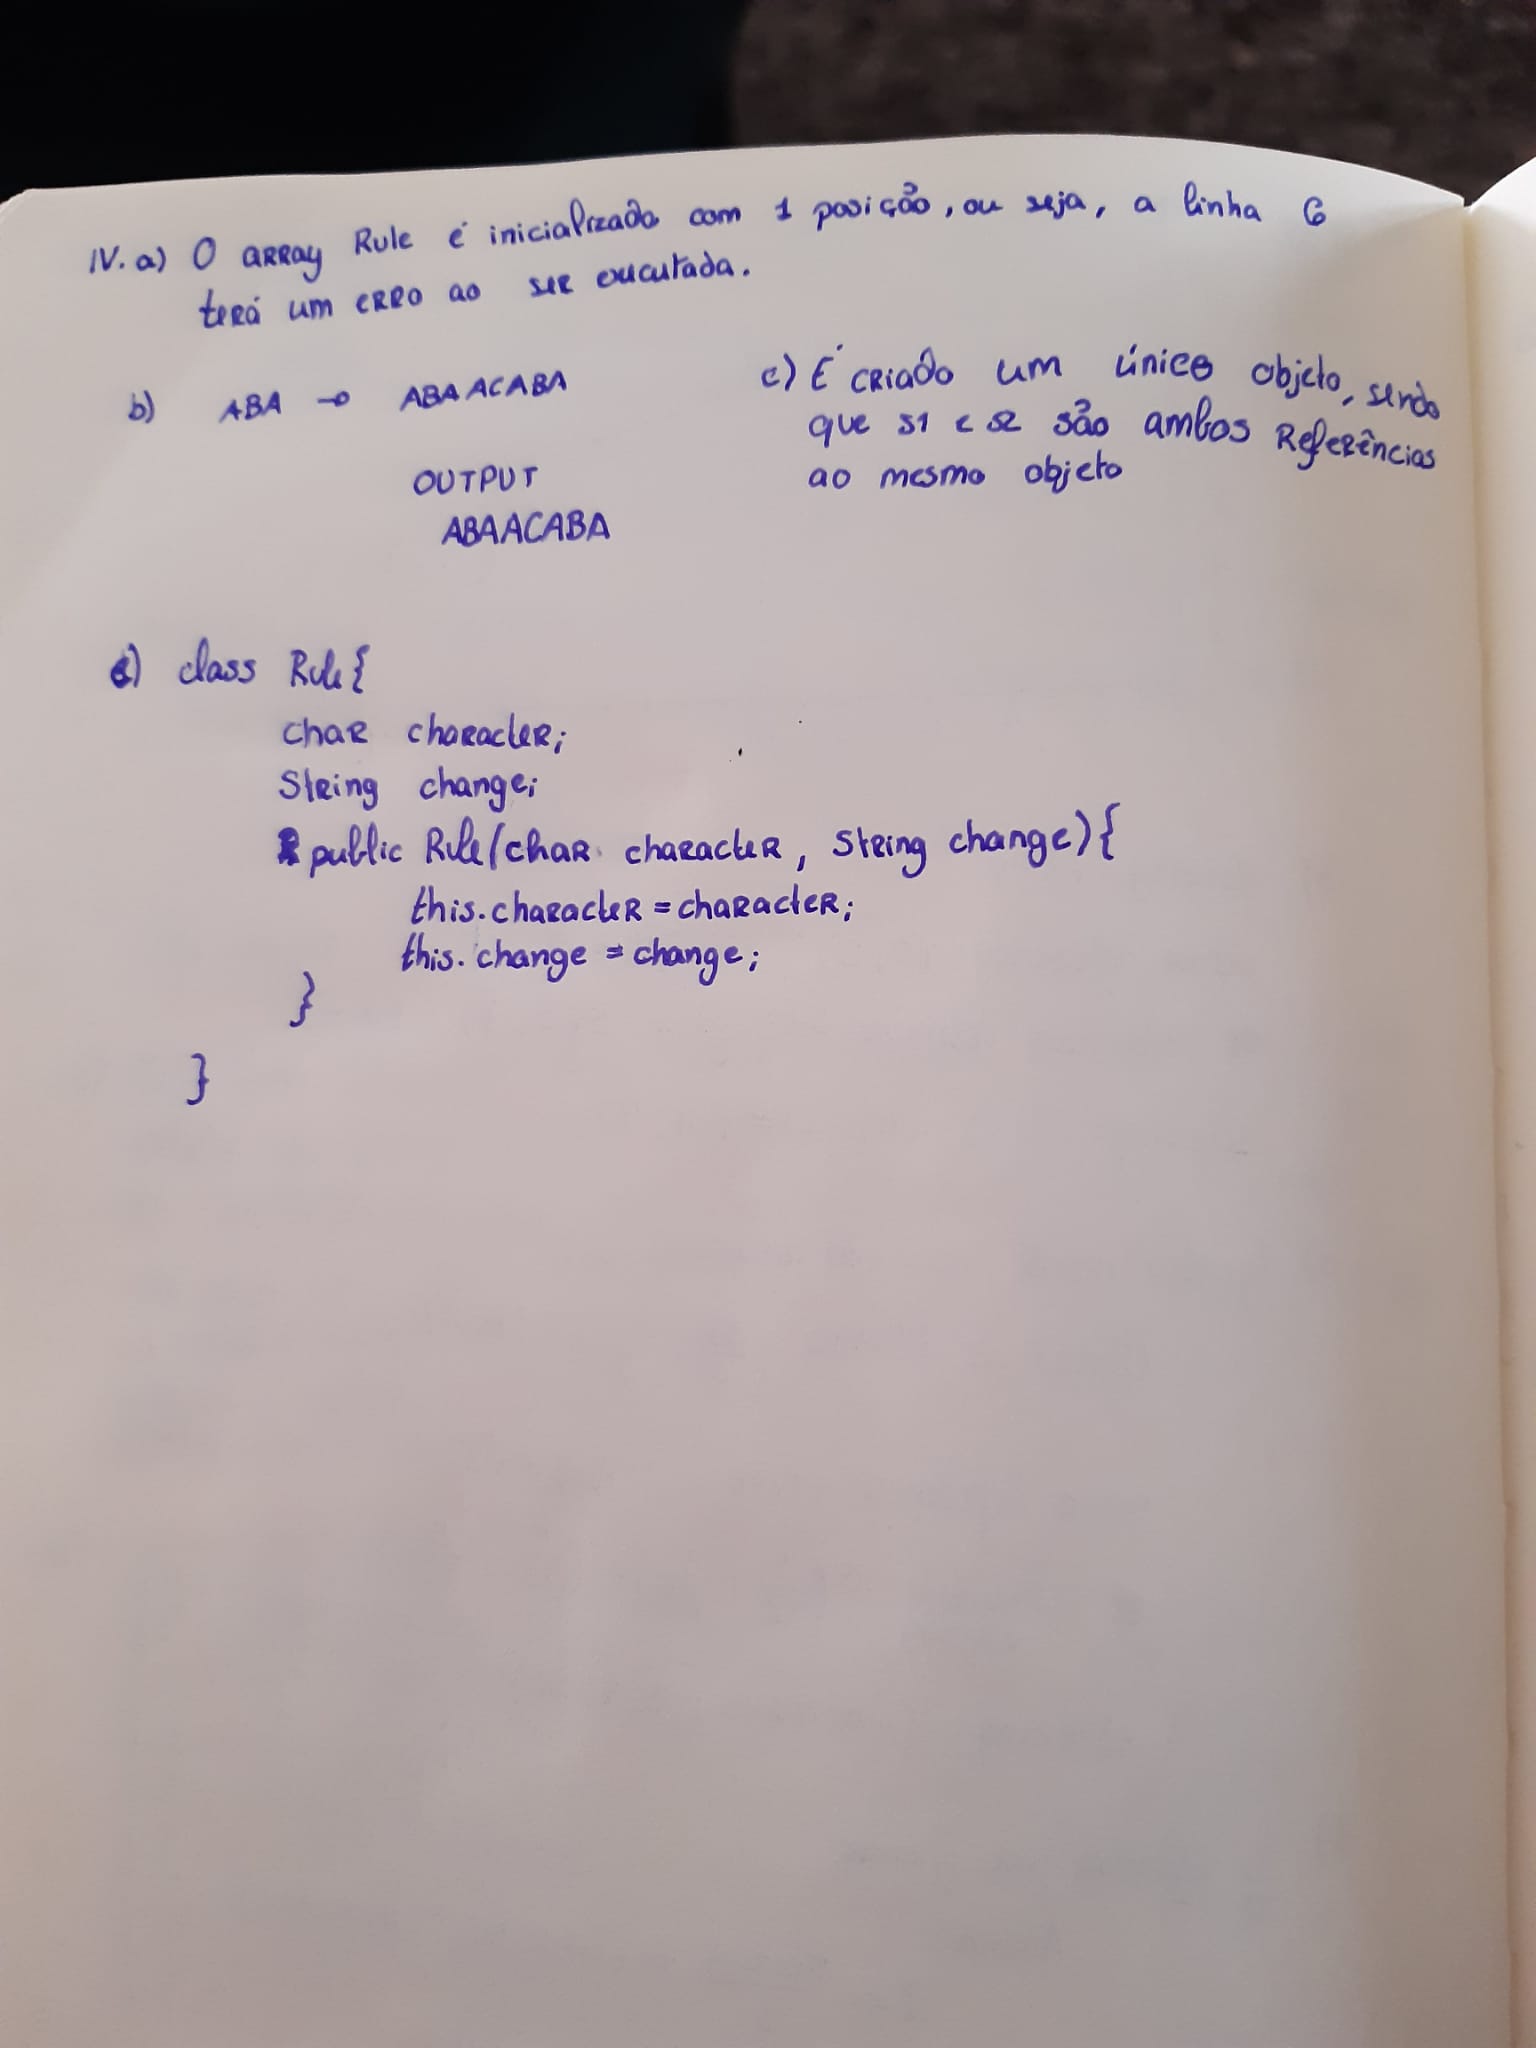 IV. a) O array Rule é inicializado com 1 posição, ou seja, a linha 6
terá um erro ao ser executada.
b) ABA → ABAACABA
OUTPUT
ABAACABA
c) É criado um único objeto, sendo
que s1 e s2 são ambos referências
ao mesmo objeto
d) class Rule{
char character;
String change;
public Rule(char character, String change){
this.character = character;
this.change = change;
}
}